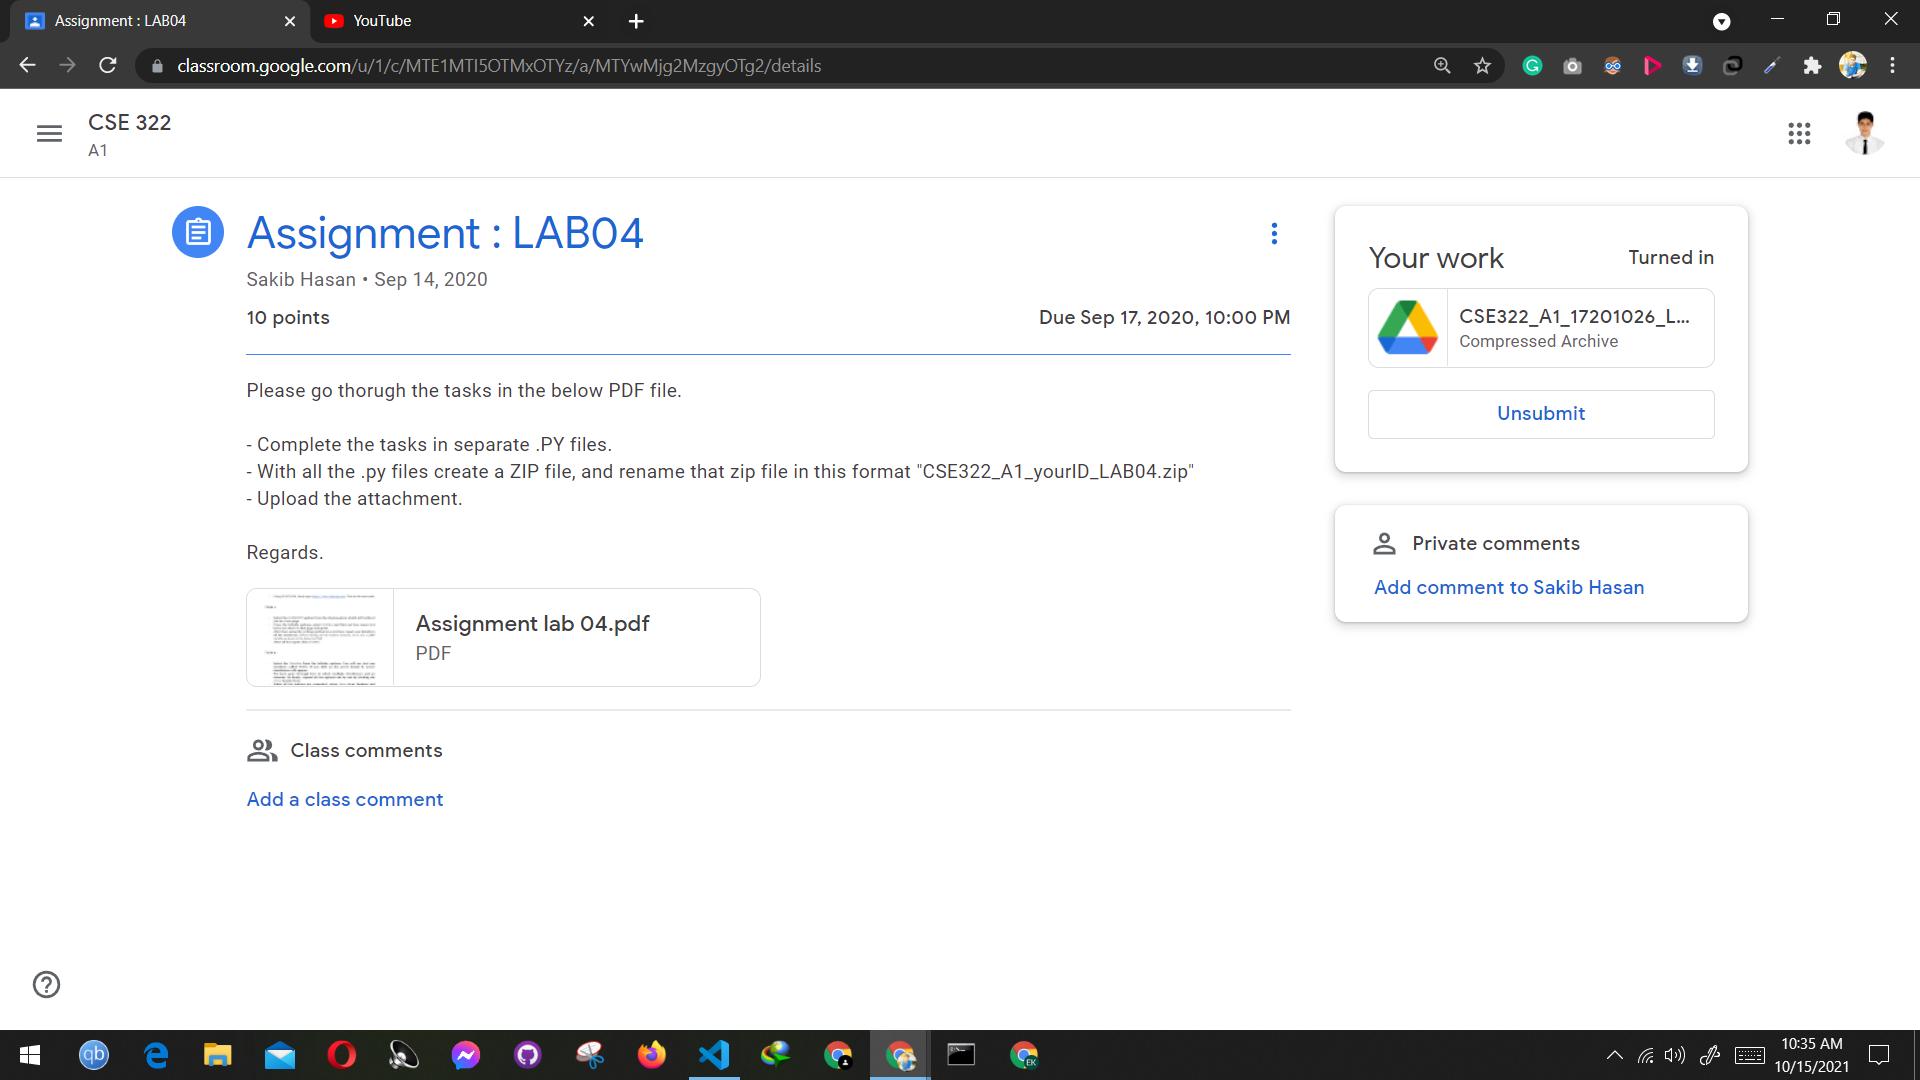 Assignment : LAB04
YouTube
classroom.google.com/u/1/c/MTE1MTI5OTMxOTYz/a/MTYwMjg2MzgyOTg2/details
CSE 322
A1
Assignment : LAB04
Sakib Hasan • Sep 14, 2020
10 points
Due Sep 17, 2020, 10:00 PM
Please go thorugh the tasks in the below PDF file.
- Complete the tasks in separate .PY files.
- With all the .py files create a ZIP file, and rename that zip file in this format "CSE322_A1_yourID_LAB04.zip"
- Upload the attachment.
Regards.
Assignment lab 04.pdf
PDF
Class comments
Add a class comment
Your work
Turned in
CSE322_A1_17201026_L...
Compressed Archive
Unsubmit
Private comments
Add comment to Sakib Hasan
qb
EK
10:35 AM
10/15/2021